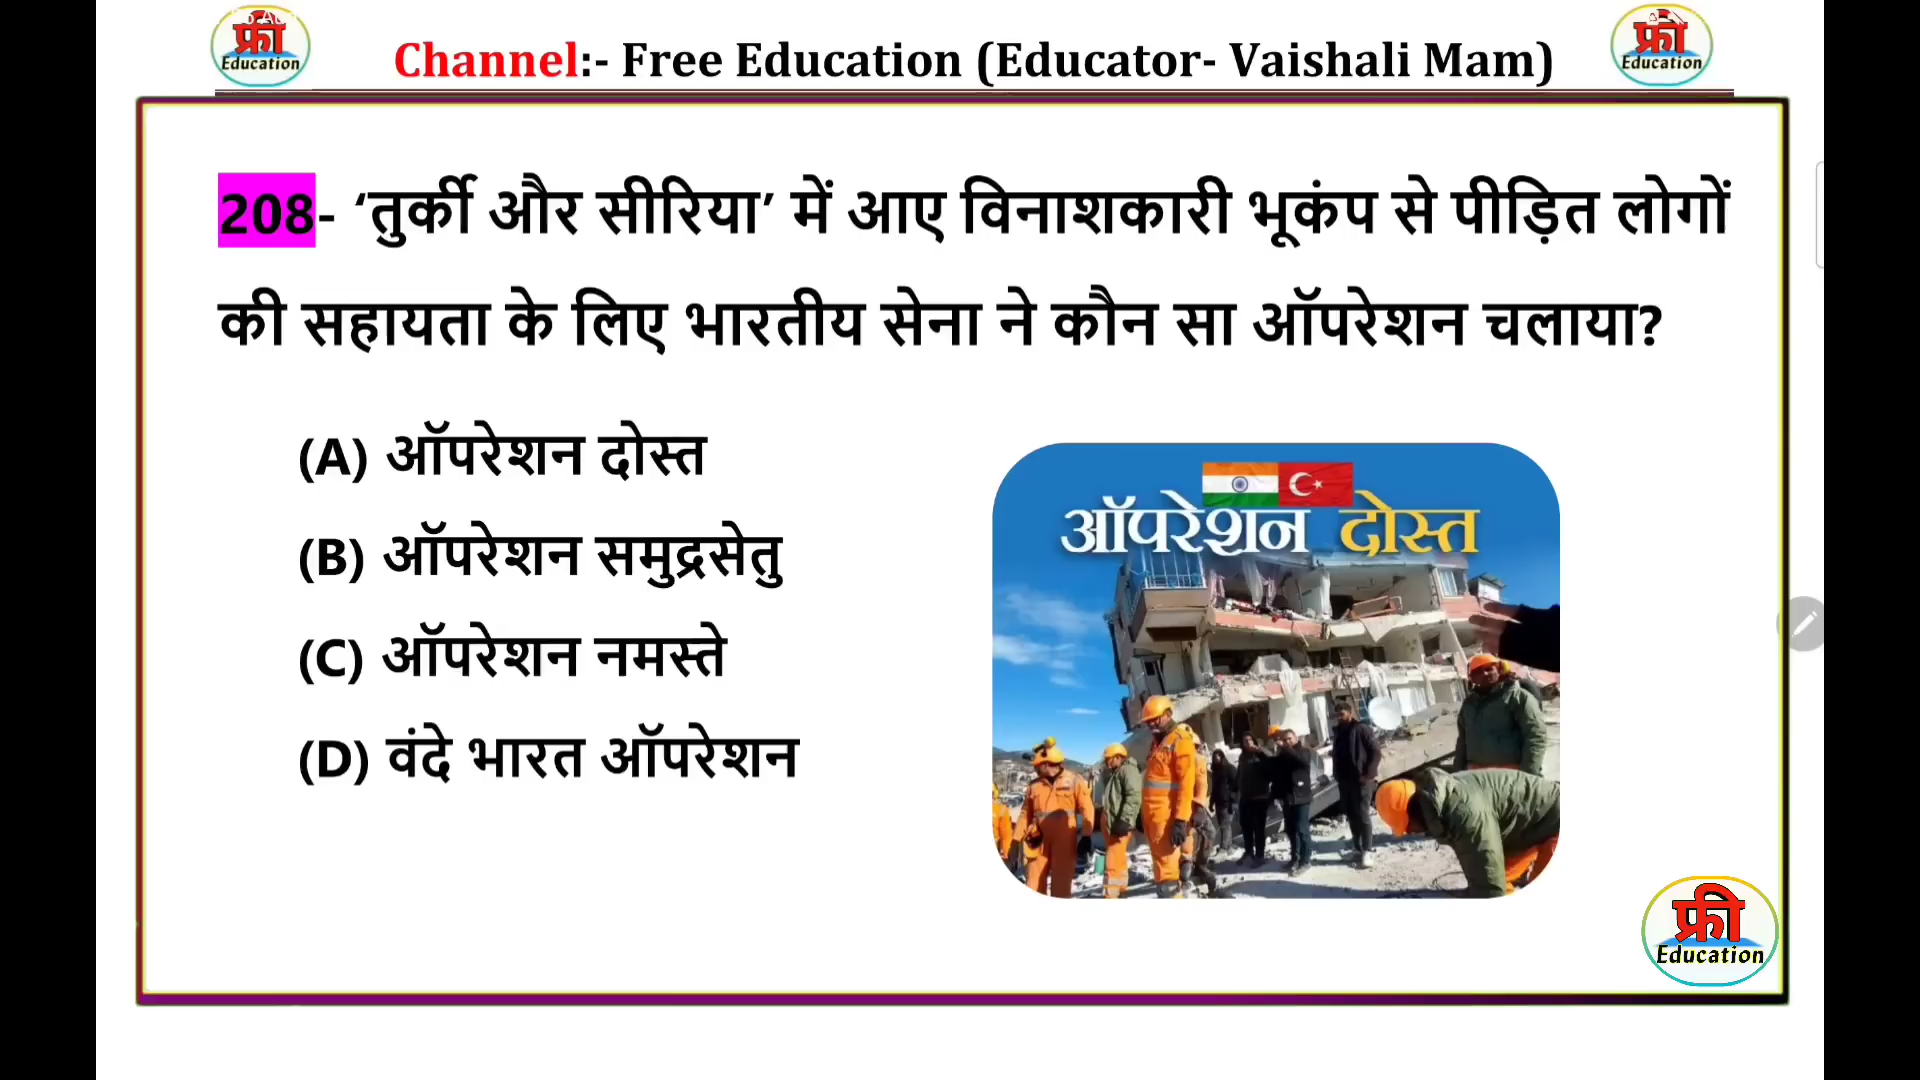 फ्री
Education
Channel:- Free Education (Educator- Vaishali Mam)
फ्री
Education
208- ‘तुर्की और सीरिया’ में आए विनाशकारी भूकंप से पीड़ित लोगों
की सहायता के लिए भारतीय सेना ने कौन सा ऑपरेशन चलाया?
(A) ऑपरेशन दोस्त
(B) ऑपरेशन समुद्रसेतु
(C) ऑपरेशन नमस्ते
(D) वंदे भारत ऑपरेशन
ऑपरेशन दोस्त
फ्री
Education